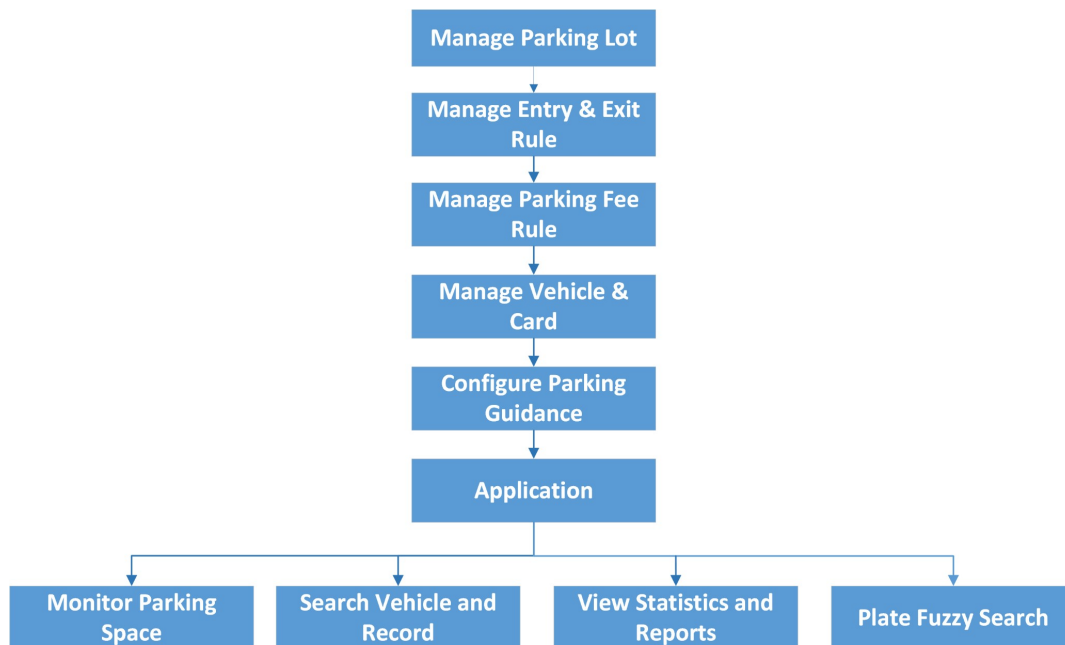 Manage Parking Lot
Manage Entry & Exit
Rule
Manage Parking Fee
Rule
Manage Vehicle &
Card
Configure Parking
Guidance
Application
Monitor Parking
Space
Search Vehicle and
Record
View Statistics and
Reports
Plate Fuzzy Search